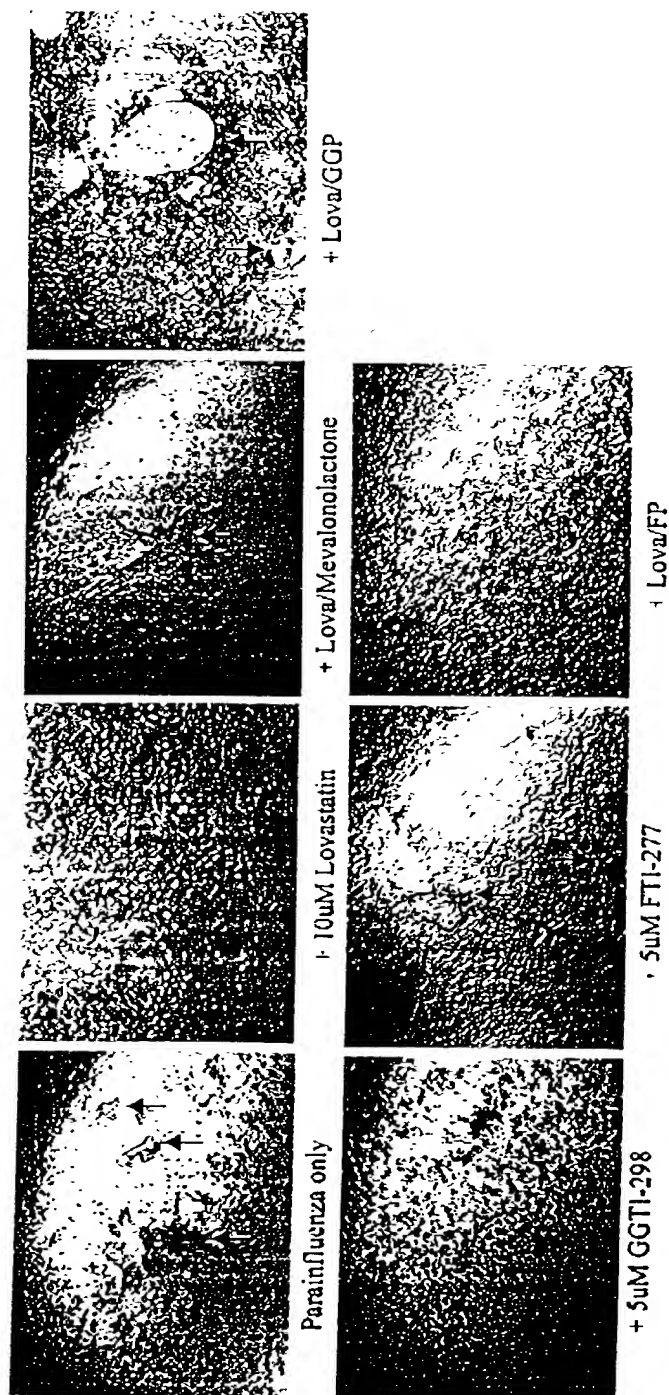 Parainfluenza only
+ 10uM Lovastatin
+ Lova/Mevalonolactone
+ Lova/GGP
+ 5uM GGTI-298
+ 5uM FTI-277
+ Lova/FP